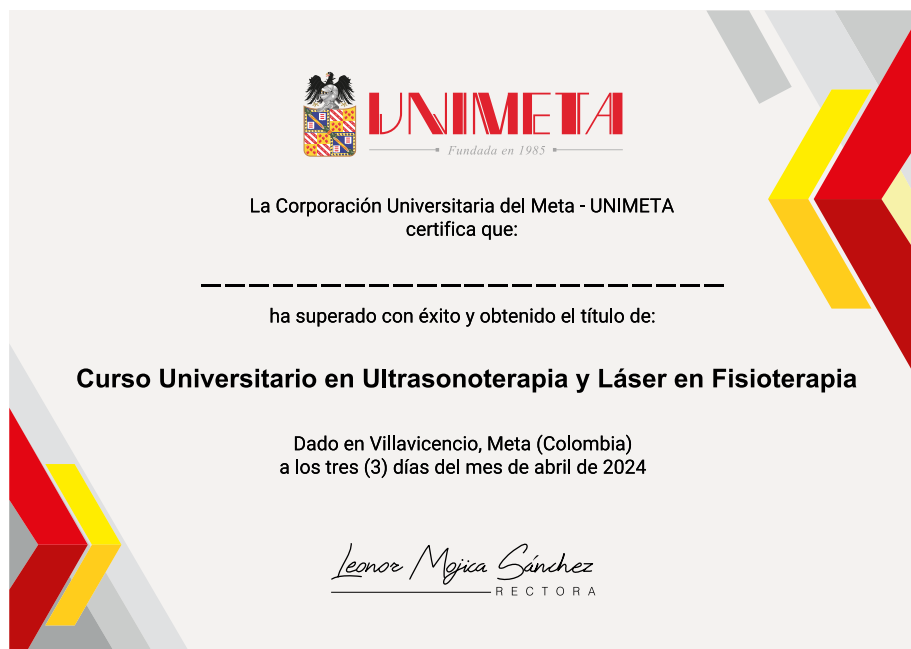 UNIMETA
Fundada en 1985
La Corporación Universitaria del Meta - UNIMETA
certifica que:
ha superado con éxito y obtenido el título de:
Curso Universitario en Ultrasonoterapia y Láser en Fisioterapia
Dado en Villavicencio, Meta (Colombia)
a los tres (3) días del mes de abril de 2024
Leonor Mojica Sánchez
RECTORA